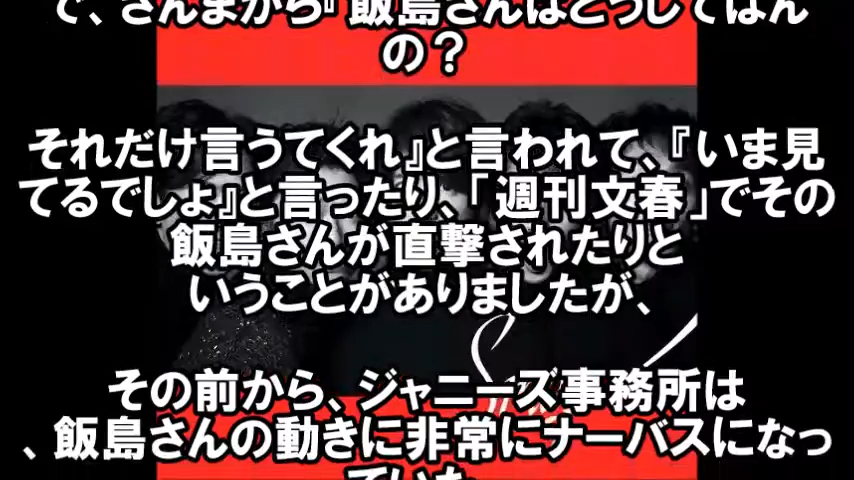 で、さんまから『飯島さんはどうしてはん
の？
それだけ言うてくれ』と言われて、『いま見
てるでしょ』と言ったり、「週刊文春」でその
飯島さんが直撃されたりと
いうことがありましたが、
その前から、ジャニーズ事務所は
、飯島さんの動きに非常にナーバスになっ
ていた